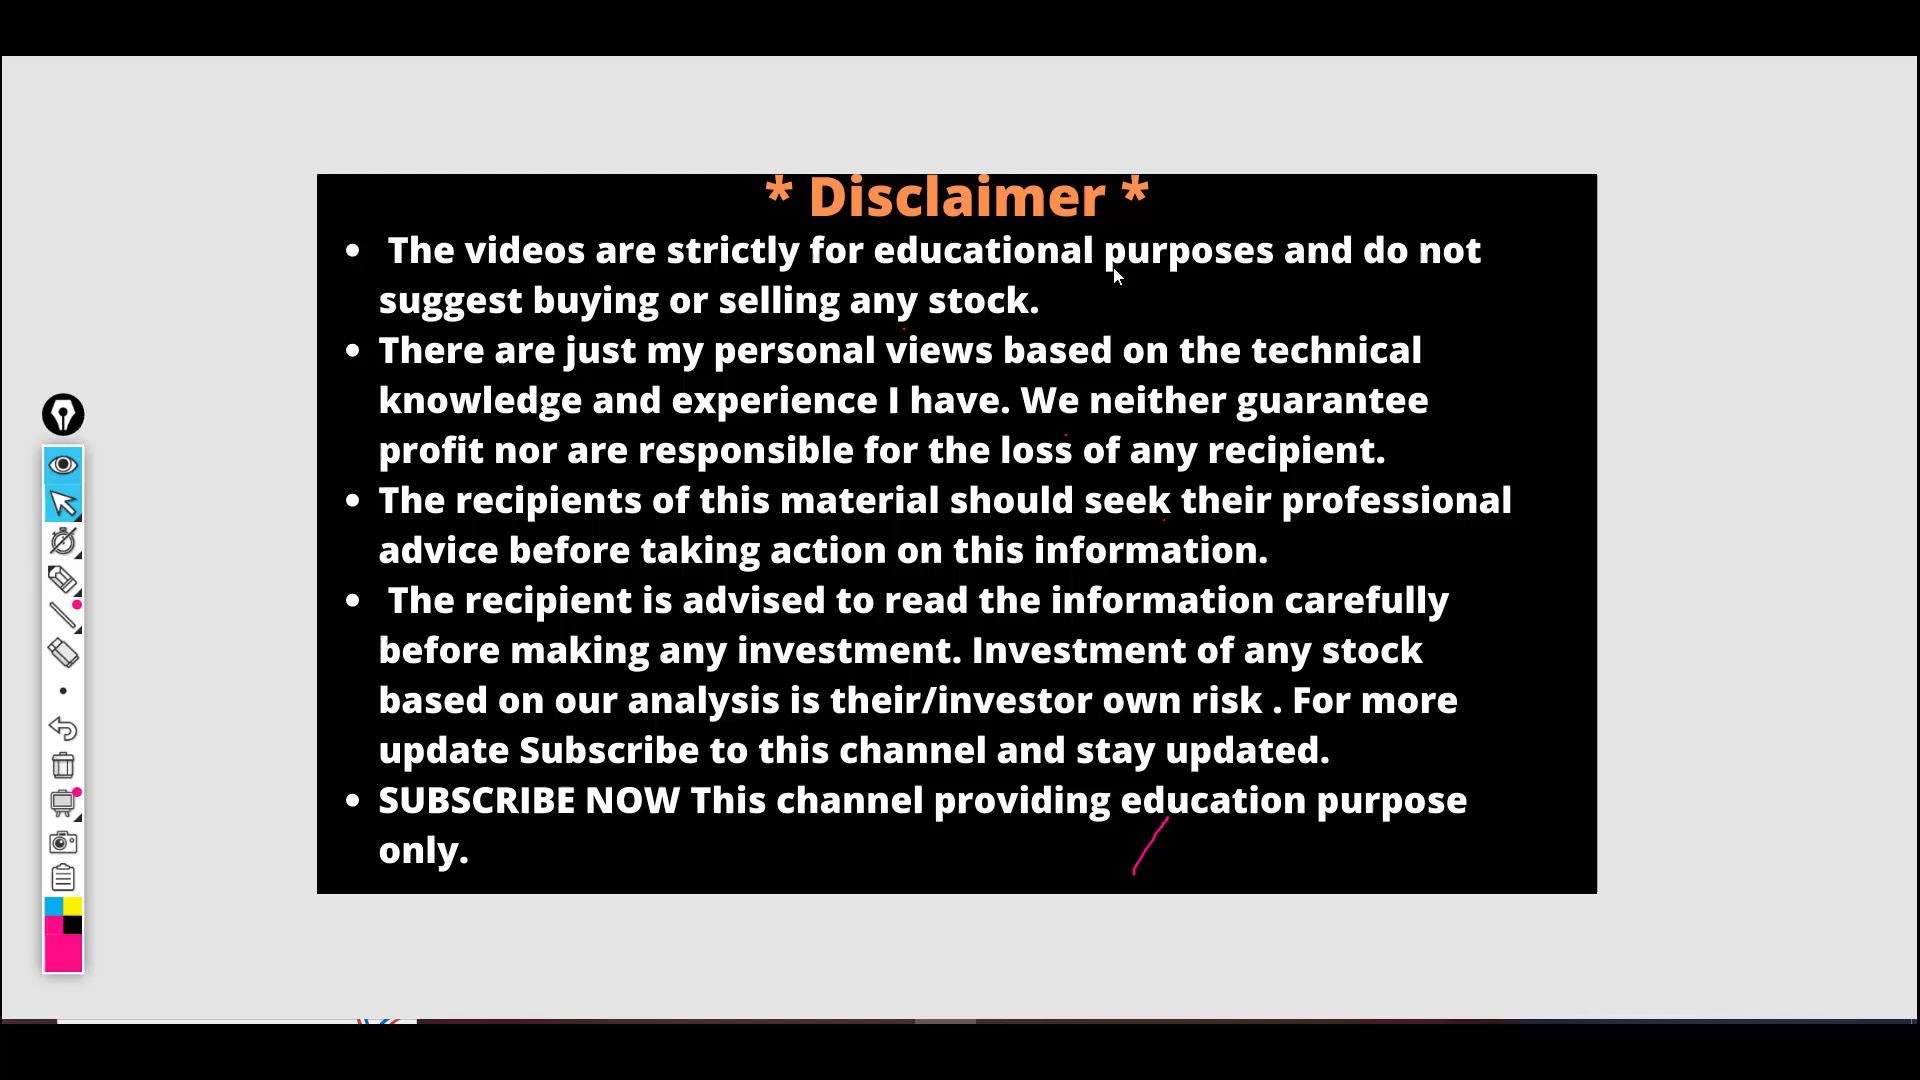 * Disclaimer *
• The videos are strictly for educational purposes and do not
suggest buying or selling any stock.
• There are just my personal views based on the technical
knowledge and experience I have. We neither guarantee
profit nor are responsible for the loss of any recipient.
• The recipients of this material should seek their professional
advice before taking action on this information.
• The recipient is advised to read the information carefully
before making any investment. Investment of any stock
based on our analysis is their/investor own risk . For more
update Subscribe to this channel and stay updated.
• SUBSCRIBE NOW This channel providing education purpose
only.